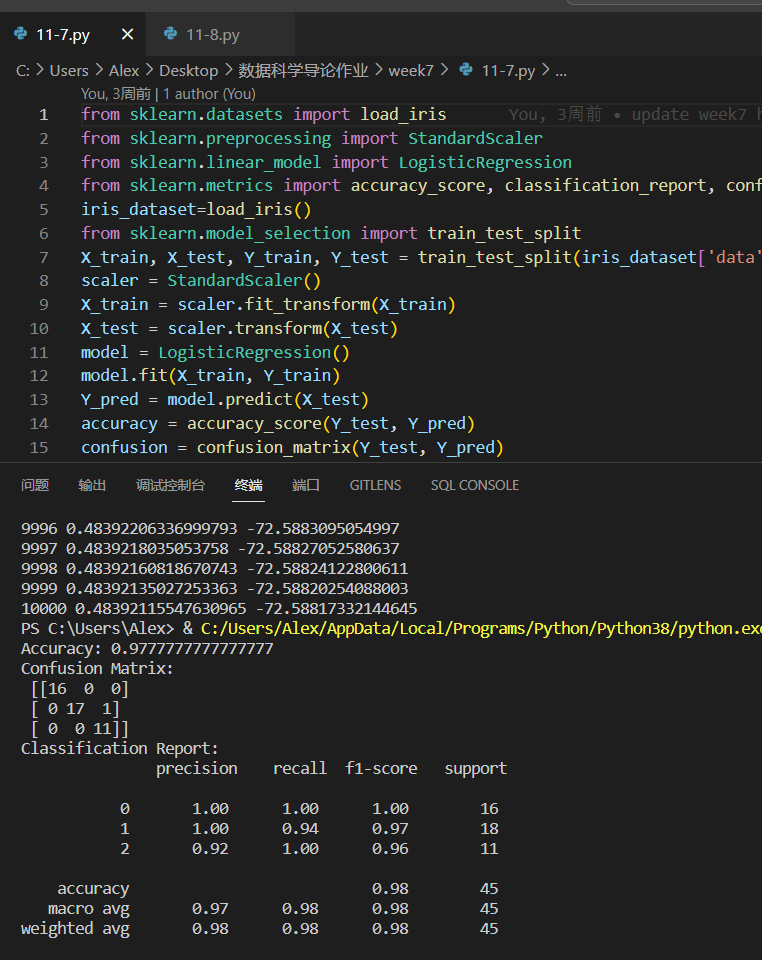 11-7.py × 11-8.py
C: > Users > Alex > Desktop > 数据科学导论作业 > week7 > 11-7.py > ...
You, 3周前 | 1 author (You)
1 from sklearn.datasets import load_iris You, 3周前 • update week7 h
2 from sklearn.preprocessing import StandardScaler
3 from sklearn.linear_model import LogisticRegression
4 from sklearn.metrics import accuracy_score, classification_report, conf
5 iris_dataset=load_iris()
6 from sklearn.model_selection import train_test_split
7 X_train, X_test, Y_train, Y_test = train_test_split(iris_dataset['data'
8 scaler = StandardScaler()
9 X_train = scaler.fit_transform(X_train)
10 X_test = scaler.transform(X_test)
11 model = LogisticRegression()
12 model.fit(X_train, Y_train)
13 Y_pred = model.predict(X_test)
14 accuracy = accuracy_score(Y_test, Y_pred)
15 confusion = confusion_matrix(Y_test, Y_pred)
问题 输出 调试控制台 终端 端口 GITLENS SQL CONSOLE
9996 0.48392206336999793 -72.5883095054997
9997 0.4839218035053758 -72.58827052580637
9998 0.48392160818670743 -72.58824122800611
9999 0.48392135027253363 -72.58820254088003
10000 0.48392115547630965 -72.58817332144645
PS C:\Users\Alex> & C:/Users/Alex/AppData/Local/Programs/Python/Python38/python.exe
Accuracy: 0.9777777777777777
Confusion Matrix:
[[16 0 0]
[ 0 17 1]
[ 0 0 11]]
Classification Report:
precision recall f1-score support
0 1.00 1.00 1.00 16
1 1.00 0.94 0.97 18
2 0.92 1.00 0.96 11
accuracy 0.98 45
macro avg 0.97 0.98 0.98 45
weighted avg 0.98 0.98 0.98 45